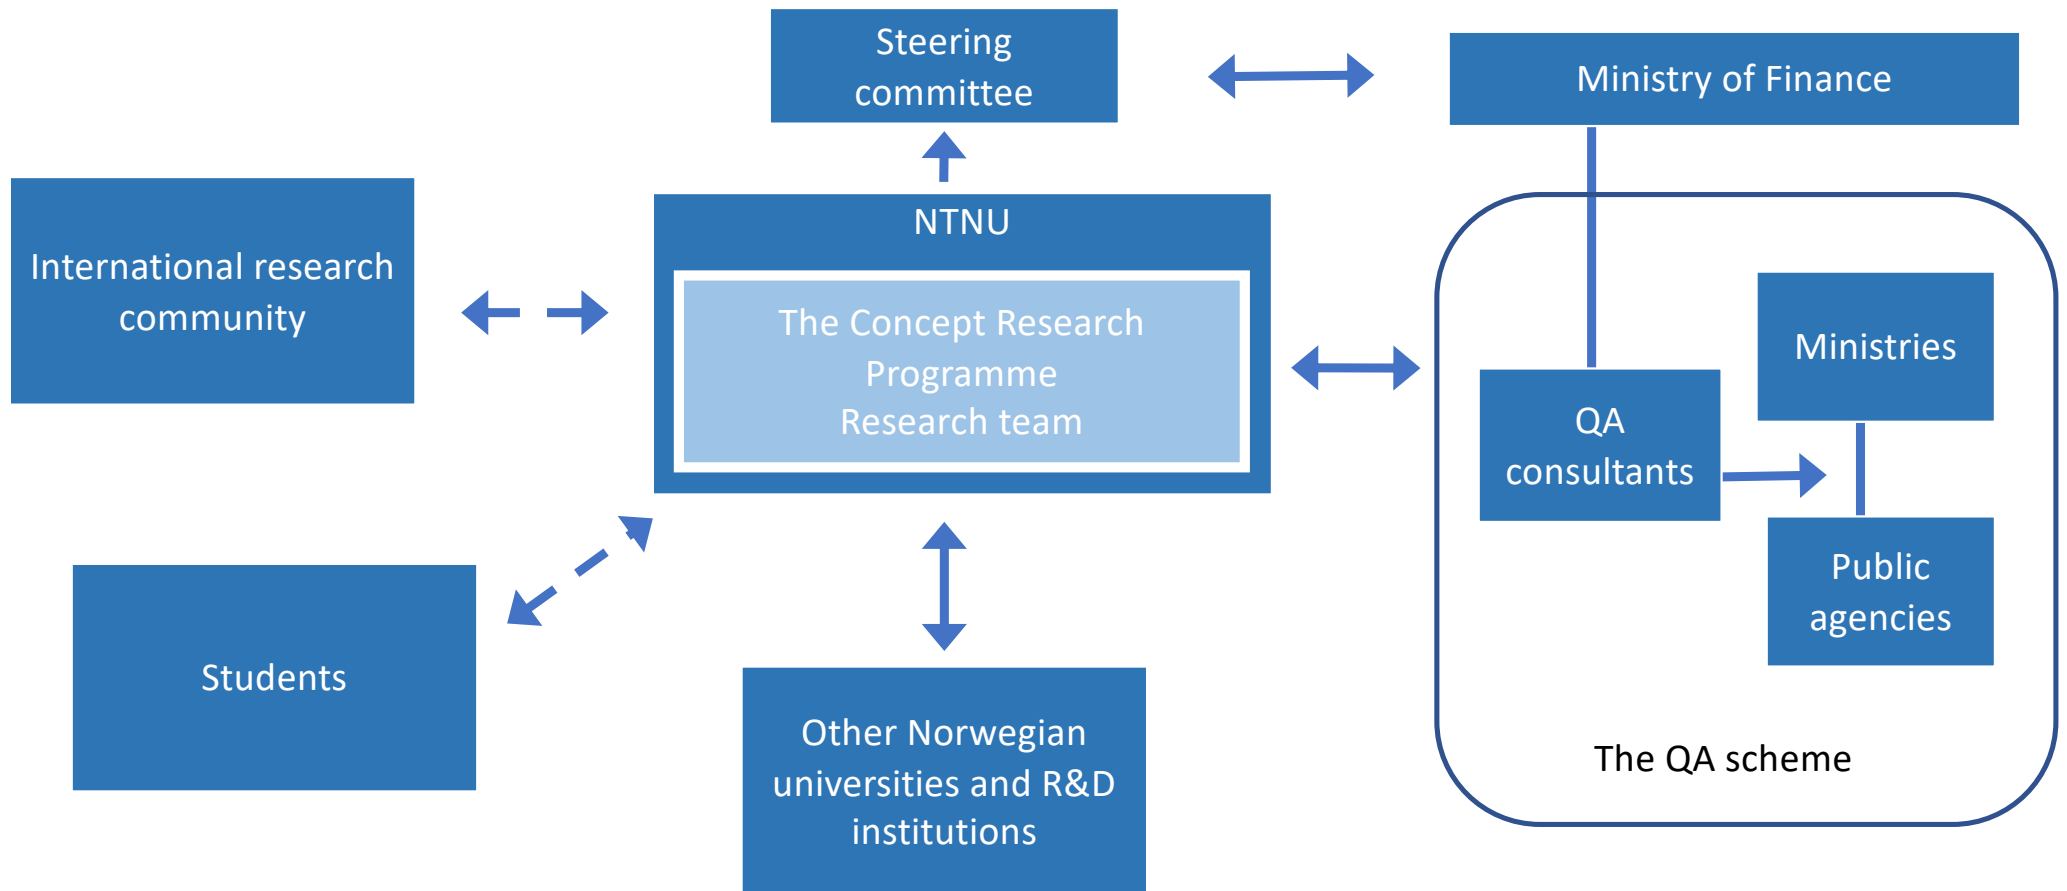 Steering
committee
Ministry of Finance
International research
community
NTNU
The Concept Research
Programme
Research team
Ministries
QA
consultants
Public
agencies
Students
Other Norwegian
universities and R&D
institutions
The QA scheme